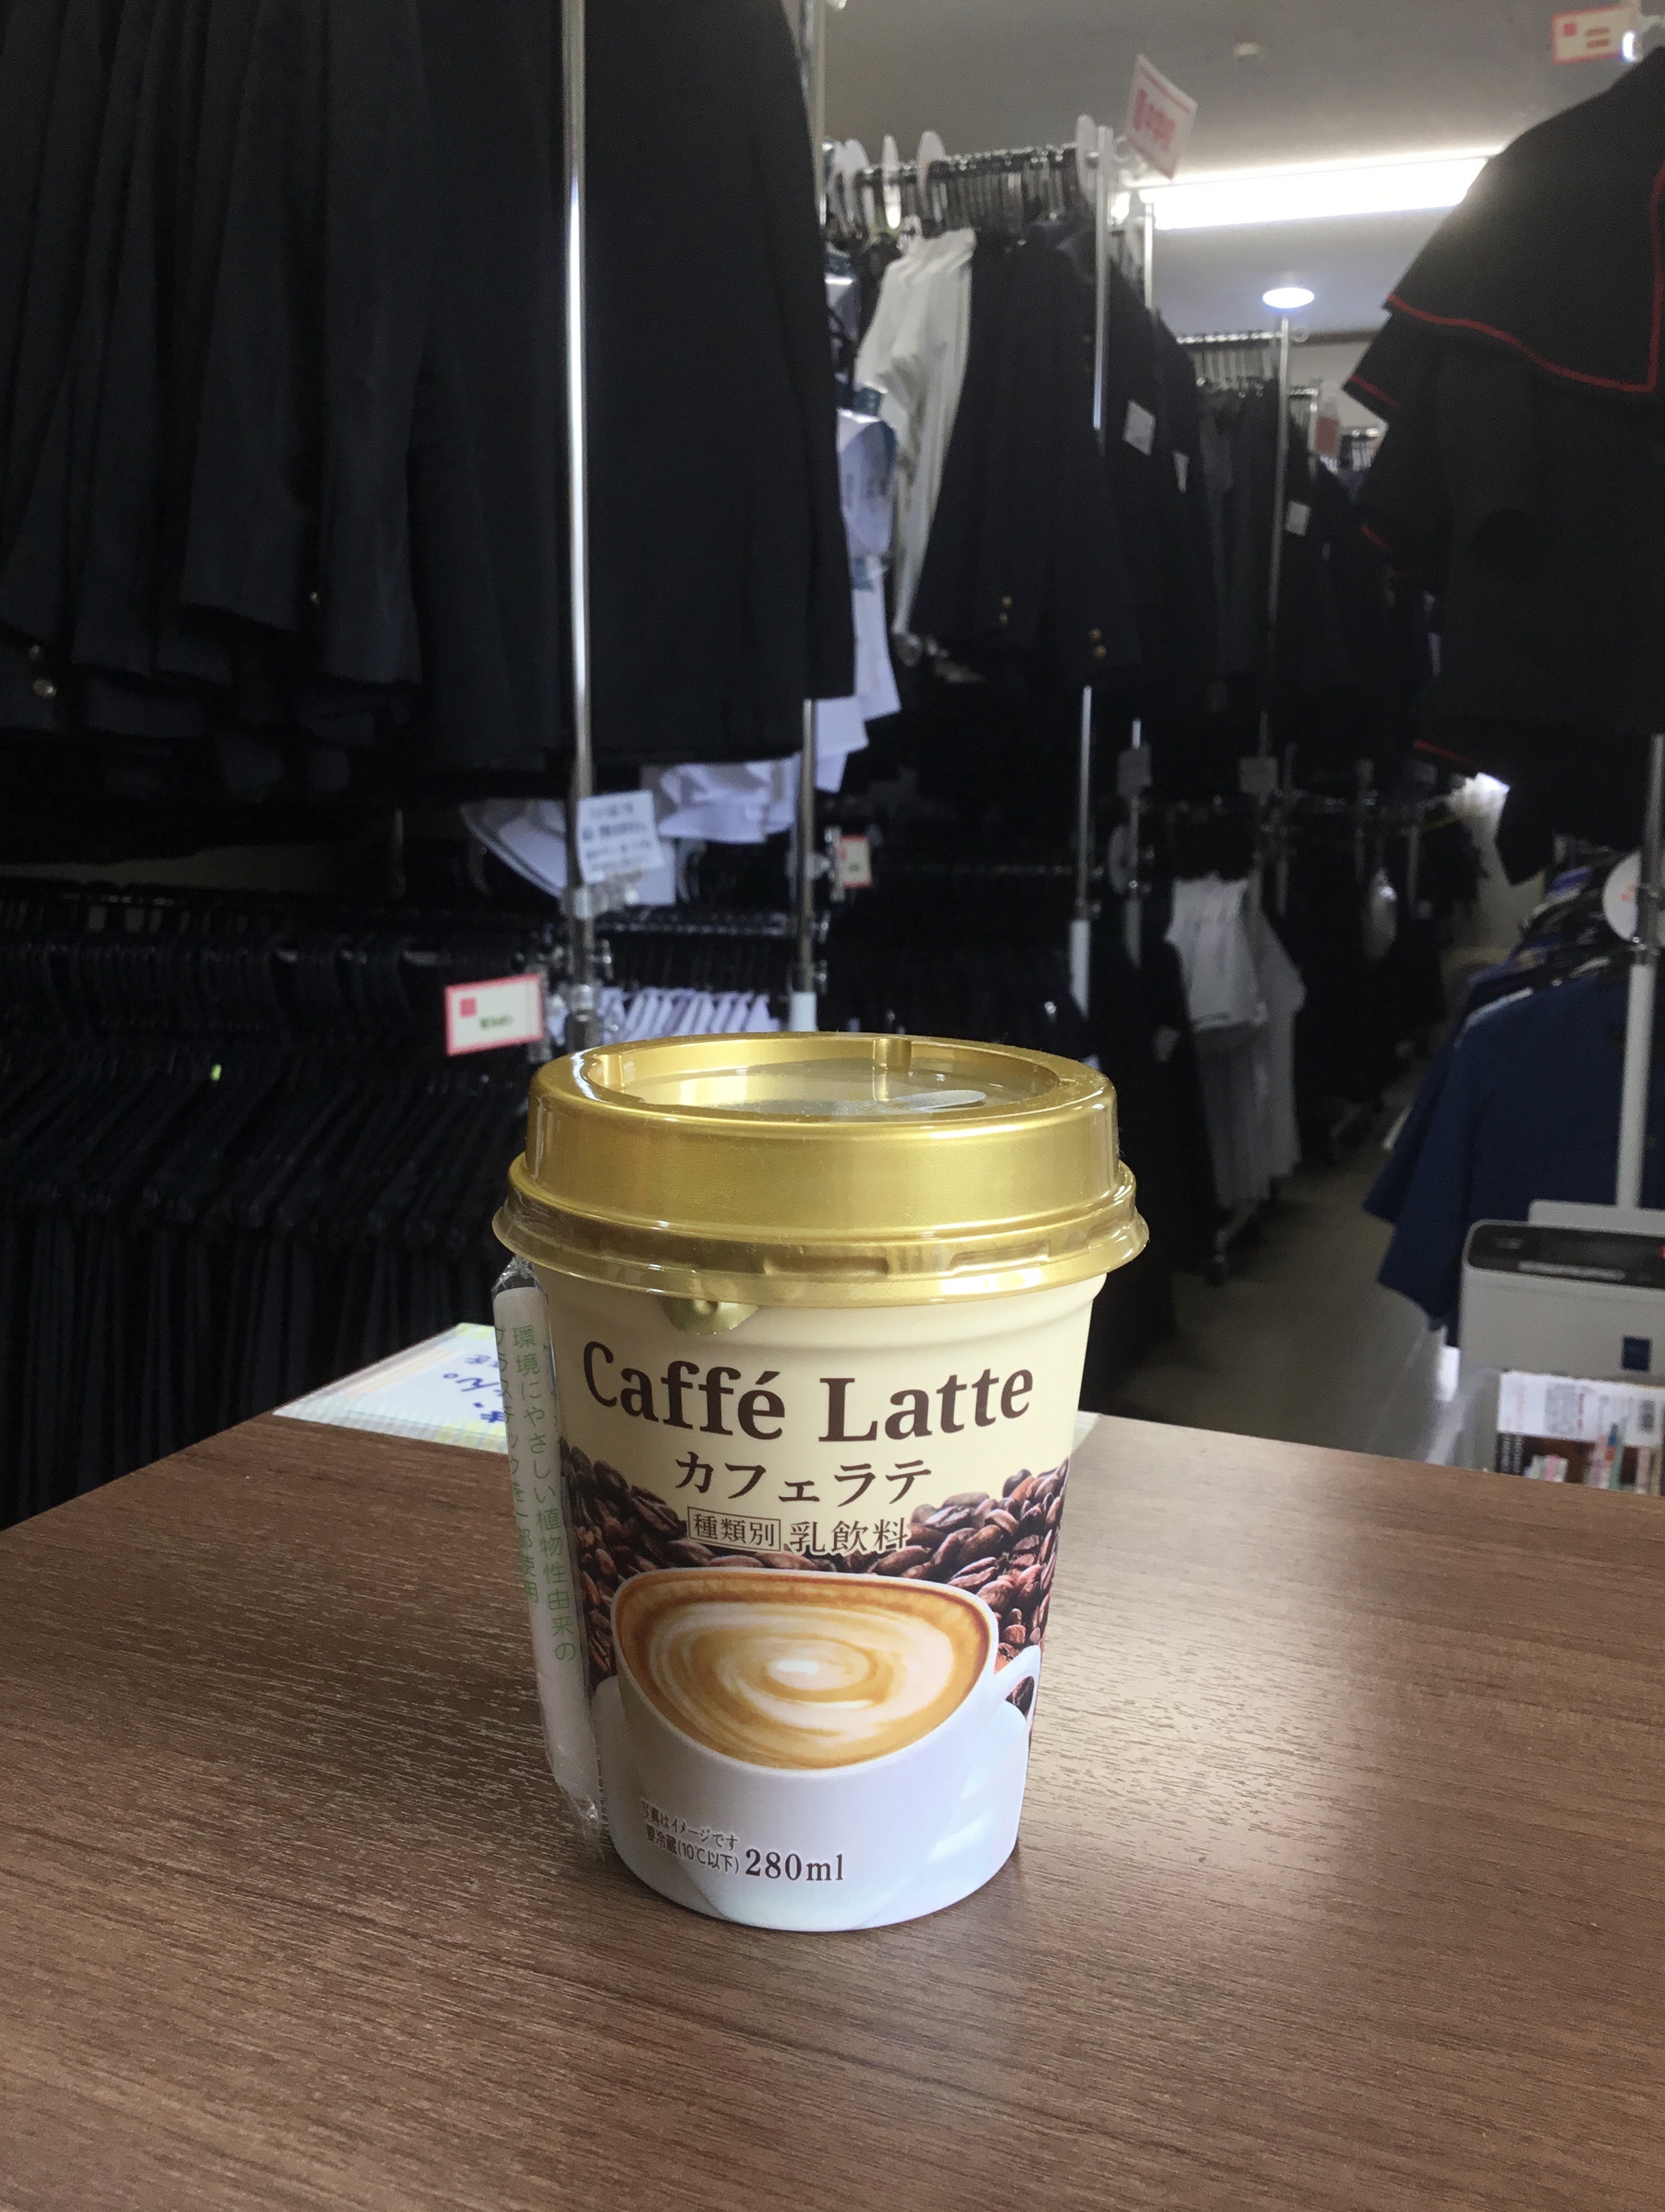 Caffé Latte
カフェラテ
種類別 乳飲料
写真はイメージです
要冷蔵(10℃以下) 280ml
環境にやさしい植物性由来の
プラスチックを一部使用